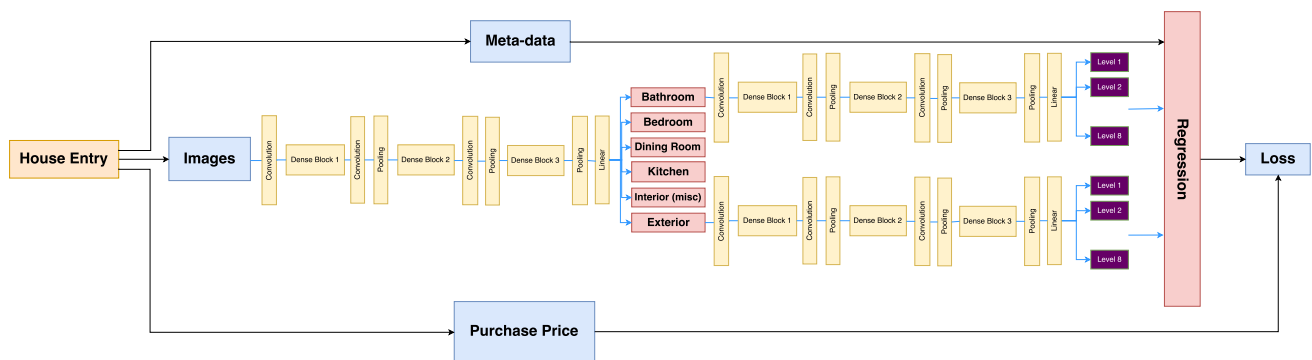 Meta-data
House Entry
Images
Convolution
Dense Block 1
Convolution
Pooling
Dense Block 2
Convolution
Pooling
Dense Block 3
Pooling
Linear
Bathroom
Bedroom
Dining Room
Kitchen
Interior (misc)
Exterior
Convolution
Dense Block 1
Convolution
Pooling
Dense Block 2
Convolution
Pooling
Dense Block 3
Pooling
Linear
Level 1
Level 2
Level 8
Convolution
Dense Block 1
Convolution
Pooling
Dense Block 2
Convolution
Pooling
Dense Block 3
Pooling
Linear
Level 1
Level 2
Level 8
Regression
Loss
Purchase Price